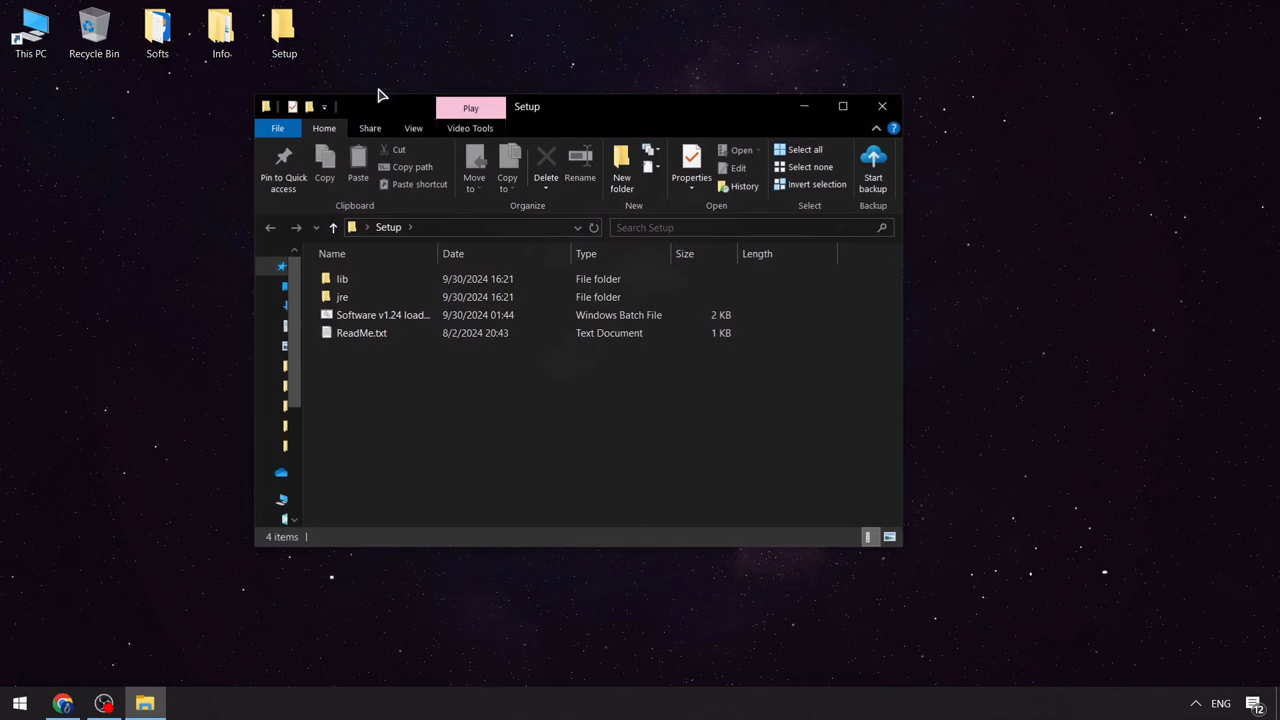 This PC
Recycle Bin
Softs
Info
Setup
Play
Setup
File
Home
Share
View
Video Tools
Pin to Quick access
Copy
Paste
Cut
Copy path
Paste shortcut
Move to
Copy to
Delete
Rename
New folder
Properties
Open
Edit
History
Select all
Select none
Invert selection
Start backup
Clipboard
Organize
New
Open
Select
Backup
Setup
Search Setup
Name Date Type Size Length
lib 9/30/2024 16:21 File folder
jre 9/30/2024 16:21 File folder
Software v1.24 load... 9/30/2024 01:44 Windows Batch File 2 KB
ReadMe.txt 8/2/2024 20:43 Text Document 1 KB
4 items
ENG
12